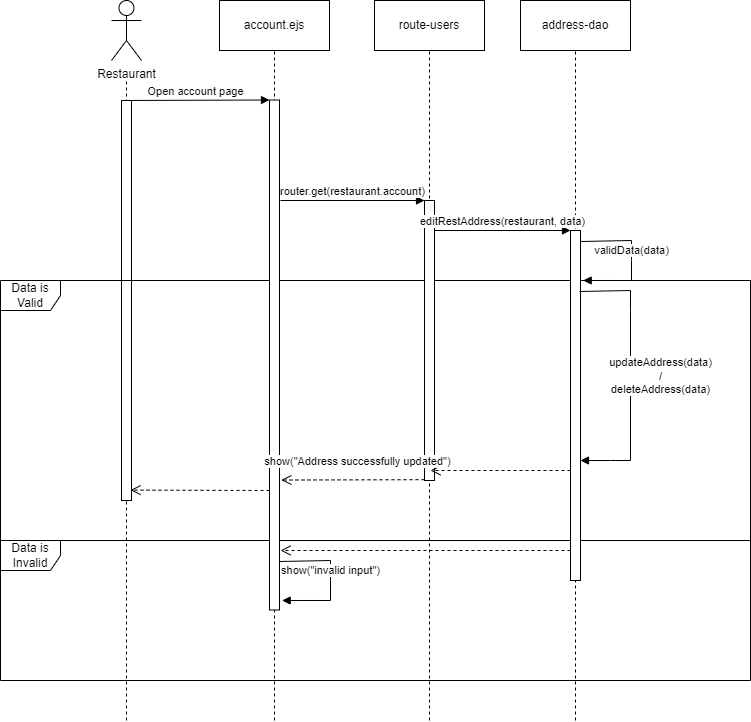 account.ejs
route-users
address-dao
Restaurant
Open account page
router.get(restaurant.account)
editRestAddress(restaurant, data)
validData(data)
Data is
Valid
updateAddress(data)
/
deleteAddress(data)
show("Address successfully updated")
Data is
Invalid
show("invalid input")